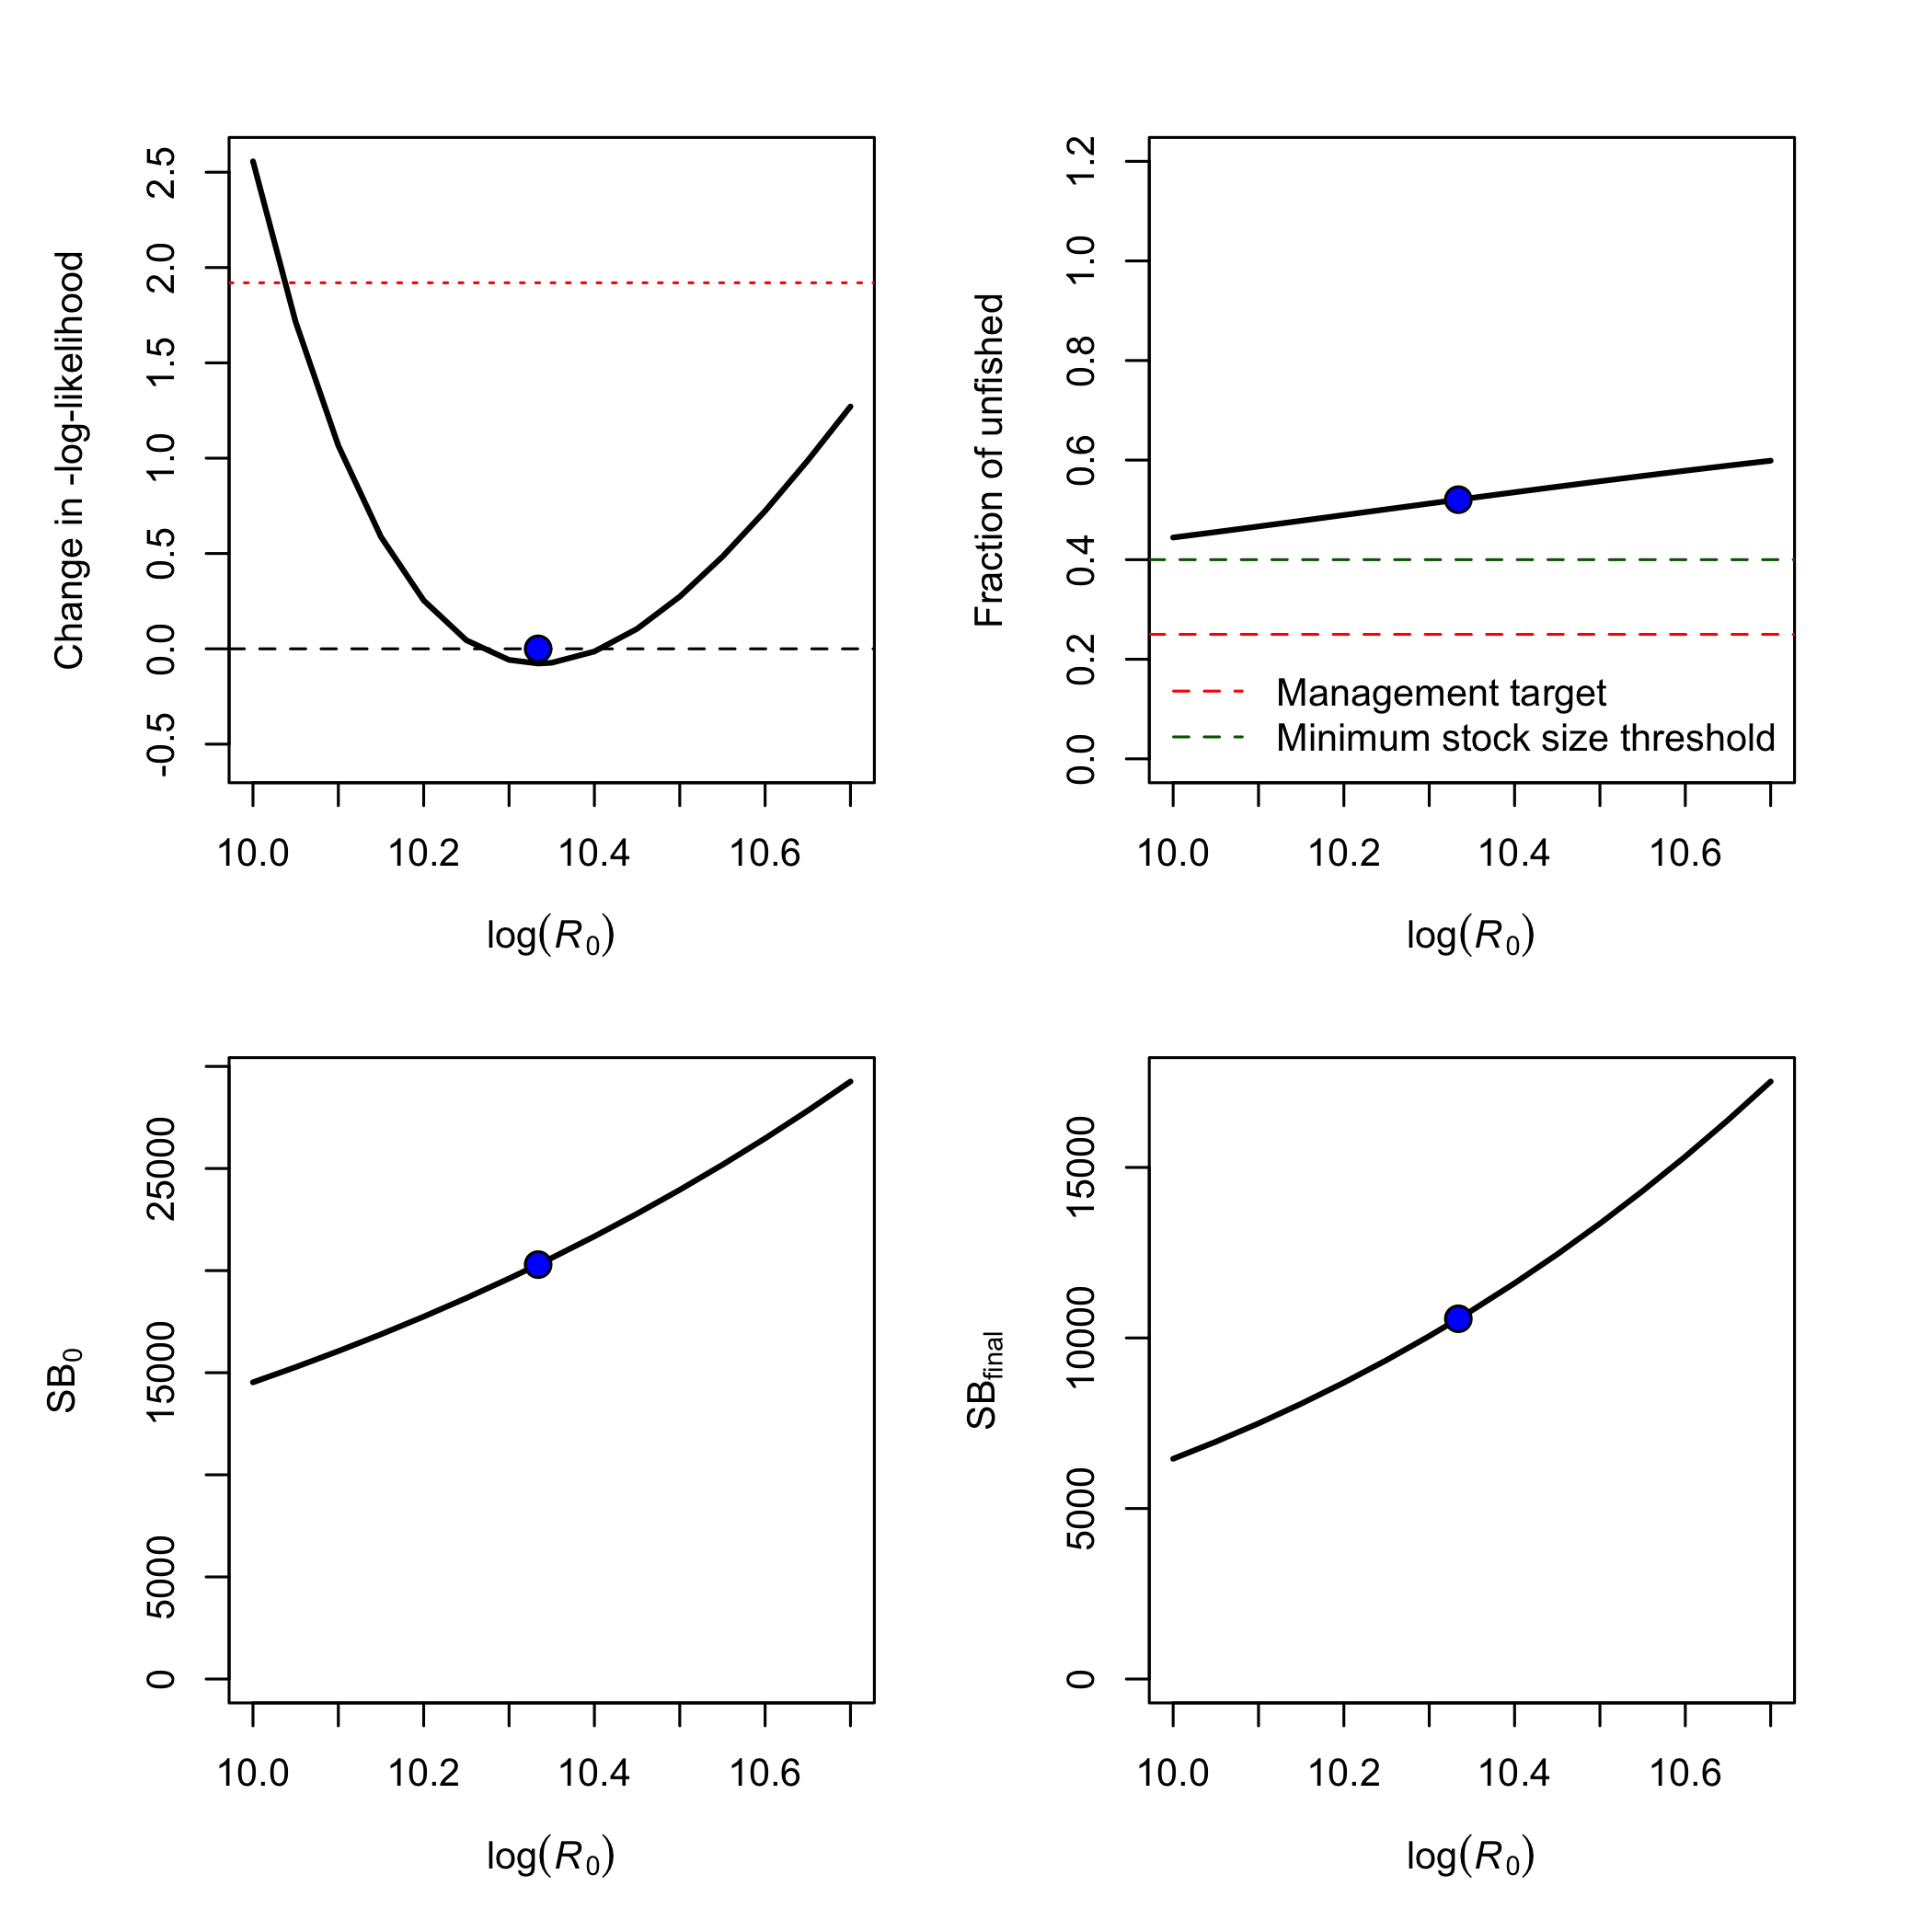 Change in -log-likelihood
2.5
2.0
1.5
1.0
0.5
0.0
-0.5
10.0 10.2 10.4 10.6
log(R0)
Fraction of unfished
1.2
1.0
0.8
0.6
0.4
0.2
0.0
Management target
Minimum stock size threshold
10.0 10.2 10.4 10.6
log(R0)
SB0
25000
15000
5000
0
10.0 10.2 10.4 10.6
log(R0)
SBfinal
15000
10000
5000
0
10.0 10.2 10.4 10.6
log(R0)